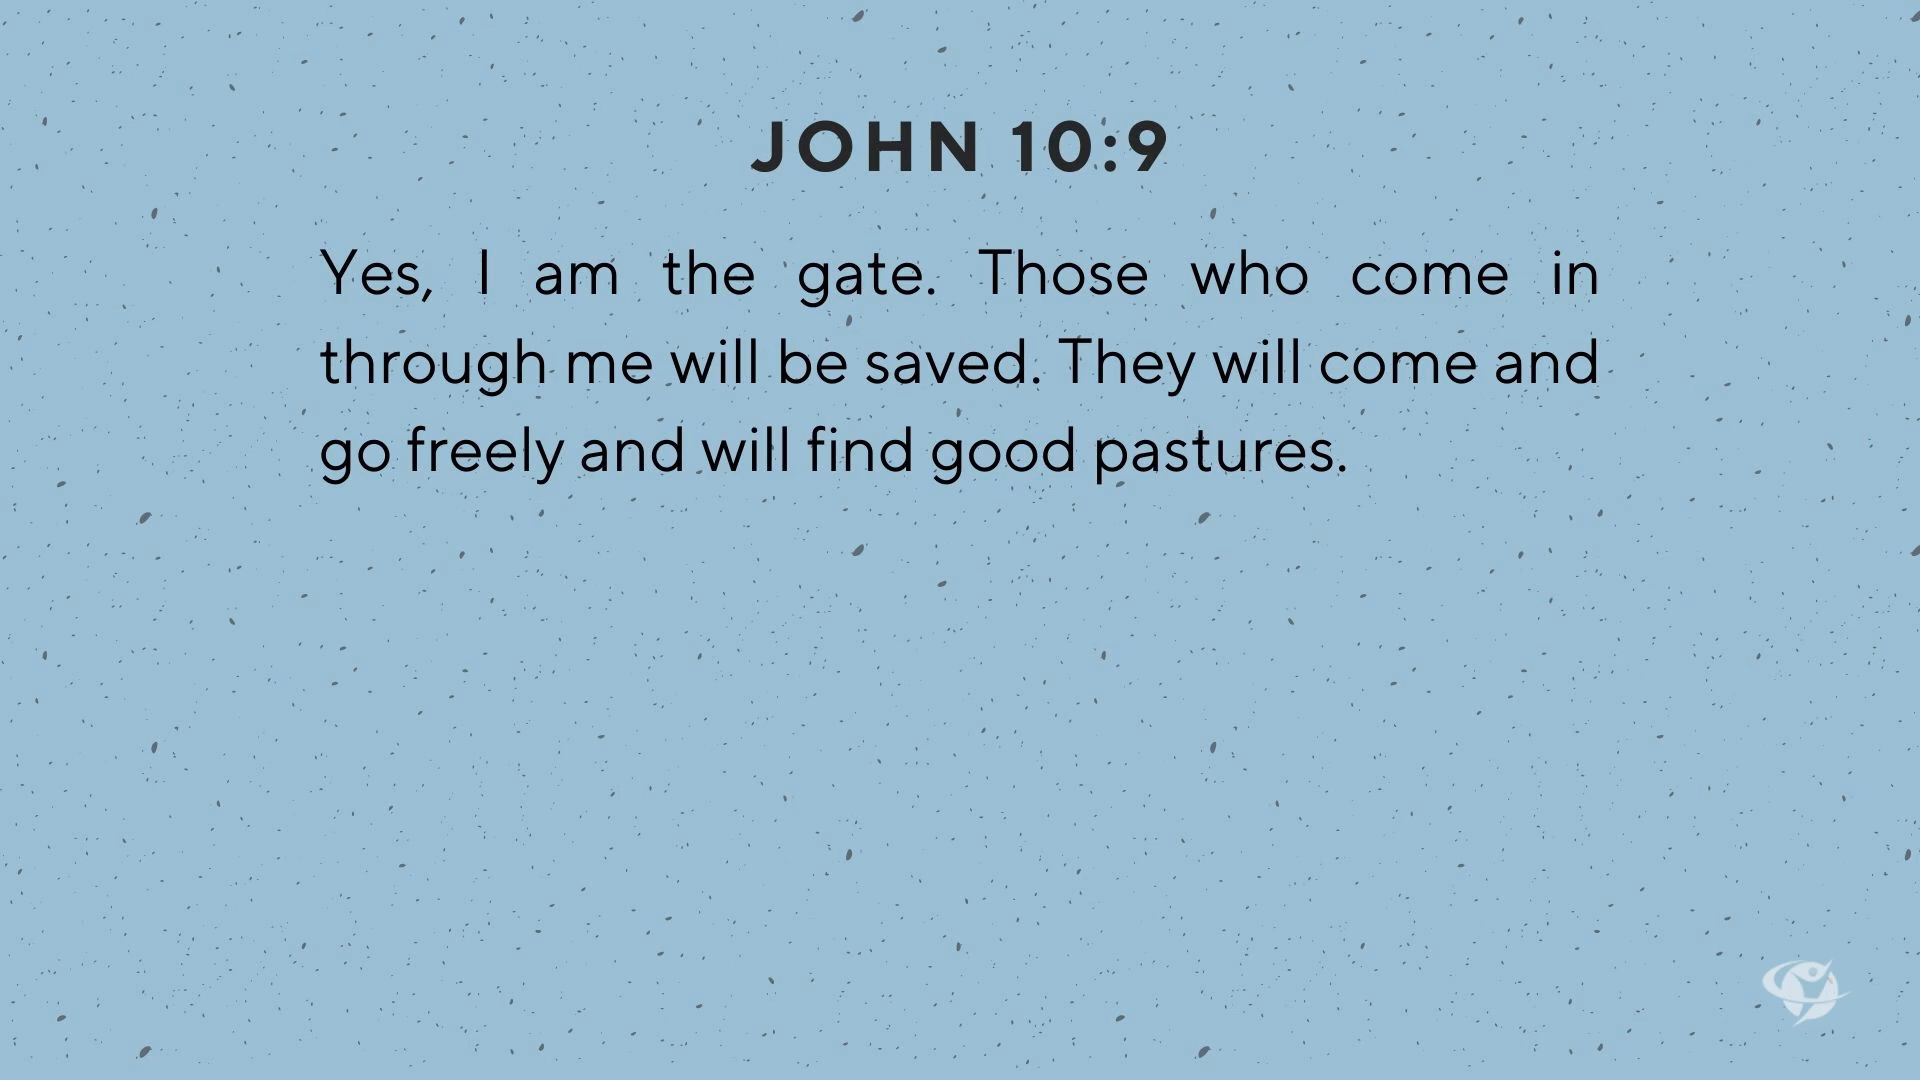 JOHN 10:9
Yes, I am the gate. Those who come in
through me will be saved. They will come and
go freely and will find good pastures.